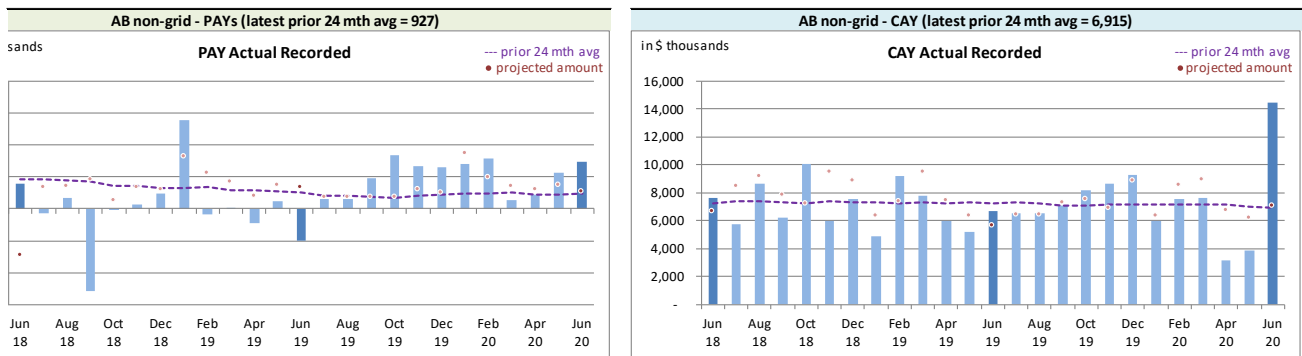 AB non-grid - PAYs (latest prior 24 mth avg = 927)
sands
PAY Actual Recorded
--- prior 24 mth avg
• projected amount
Jun Aug Oct Dec Feb Apr Jun Aug Oct Dec Feb Apr Jun
18 18 18 18 19 19 19 19 19 19 20 20 20
AB non-grid - CAY (latest prior 24 mth avg = 6,915)
in $ thousands
CAY Actual Recorded
--- prior 24 mth avg
• projected amount
16,000
14,000
12,000
10,000
8,000
6,000
4,000
2,000
-
Jun Aug Oct Dec Feb Apr Jun Aug Oct Dec Feb Apr Jun
18 18 18 18 19 19 19 19 19 19 20 20 20